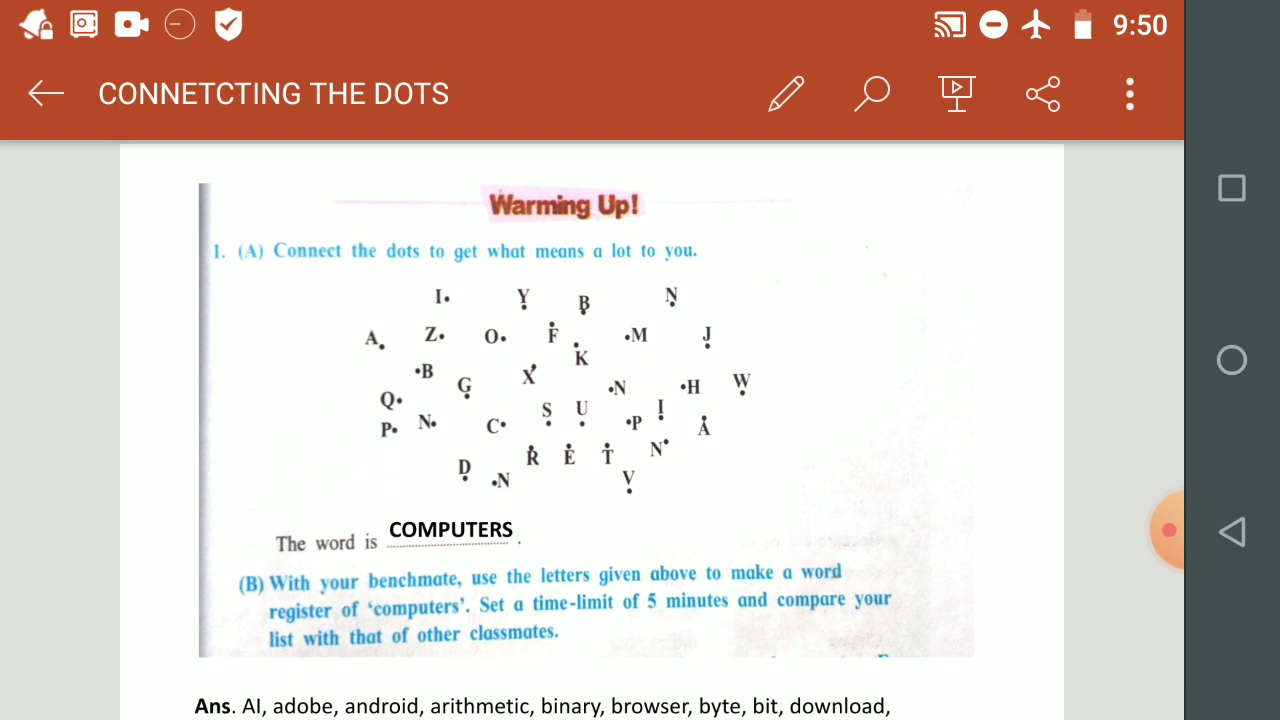 9:50
CONNETCTING THE DOTS
Warming Up!
1. (A) Connect the dots to get what means a lot to you.
I Y B N
A Z O F M J
K
B G X N H W
Q
P N C S U P I A
R E T N
D N V
The word is COMPUTERS .
(B) With your benchmate, use the letters given above to make a word
register of ‘computers’. Set a time-limit of 5 minutes and compare your
list with that of other classmates.
Ans. AI, adobe, android, arithmetic, binary, browser, byte, bit, download,